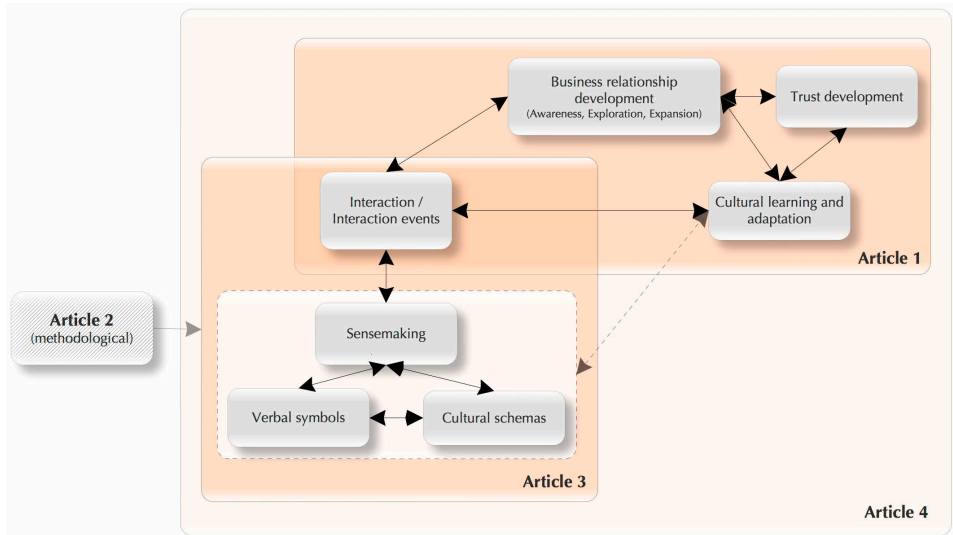 Business relationship
development
(Awareness, Exploration, Expansion)
Trust development
Interaction /
Interaction events
Cultural learning and
adaptation
Article 1
Article 2
(methodological)
Sensemaking
Verbal symbols
Cultural schemas
Article 3
Article 4